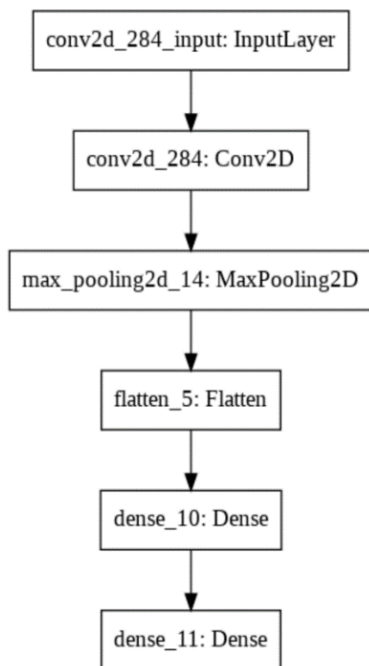 conv2d_284_input: InputLayer
conv2d_284: Conv2D
max_pooling2d_14: MaxPooling2D
flatten_5: Flatten
dense_10: Dense
dense_11: Dense